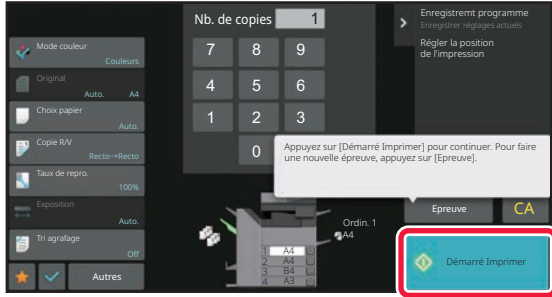 Nb. de copies
1
Enregistremt programme
Enregistrer réglages actuels
Régler la position
de l'impression
Mode couleur
Couleurs
Original
Auto. A4
Choix papier
Auto.
Copie R/V
Recto→Recto
Taux de repro.
100%
Exposition
Auto.
Tri agrafage
Off
Autres
7 8 9
4 5 6
1 2 3
0
Appuyez sur [Démarré Imprimer] pour continuer. Pour faire
une nouvelle épreuve, appuyez sur [Epreuve].
Ordin. 1
A4
1 A4
2 A4
3 B4
4 A3
Epreuve
CA
Démarré Imprimer